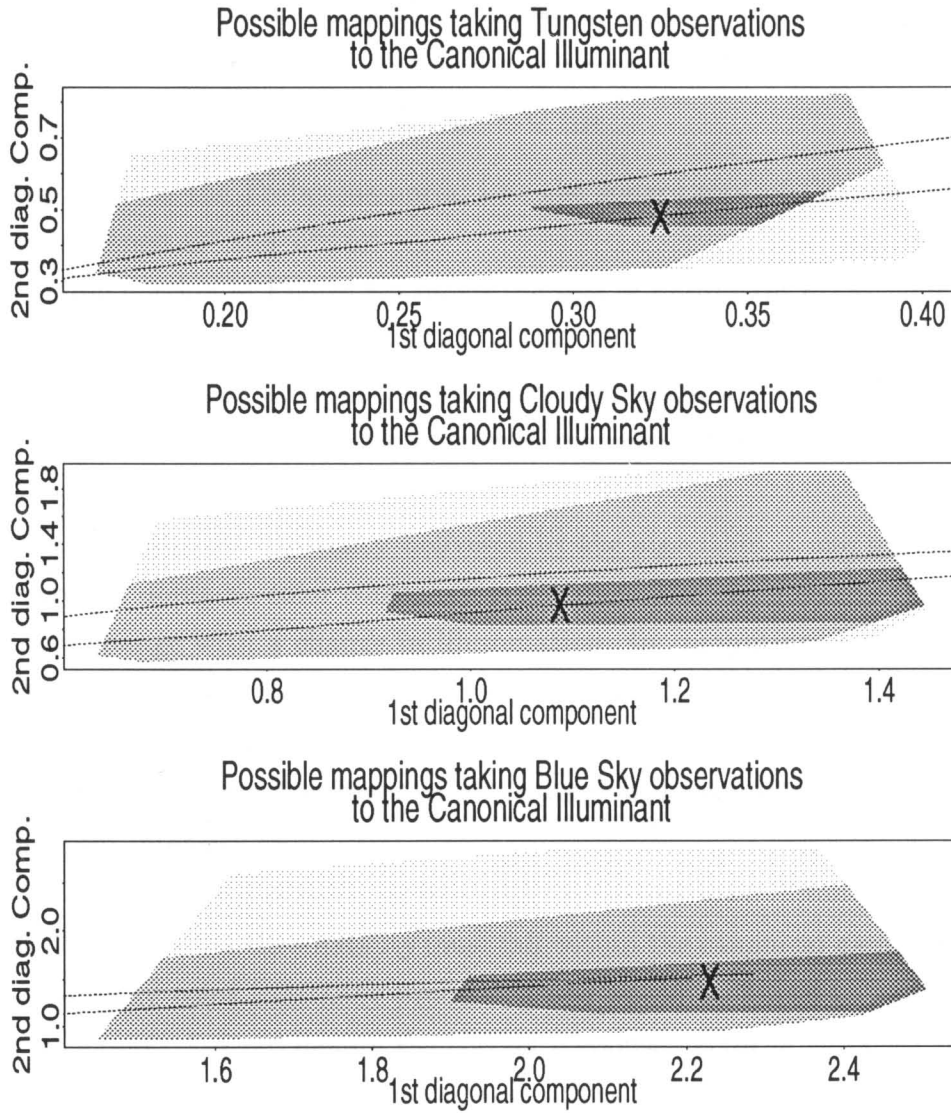 Possible mappings taking Tungsten observations
to the Canonical Illuminant
2nd diag. Comp.
0.7
0.5
0.3
X
0.20 0.25 0.30 0.35 0.40
1st diagonal component
Possible mappings taking Cloudy Sky observations
to the Canonical Illuminant
2nd diag. Comp.
1.8
1.4
1.0
0.6
X
0.8 1.0 1.2 1.4
1st diagonal component
Possible mappings taking Blue Sky observations
to the Canonical Illuminant
2nd diag. Comp.
2.0
1.0
X
1.6 1.8 2.0 2.2 2.4
1st diagonal component